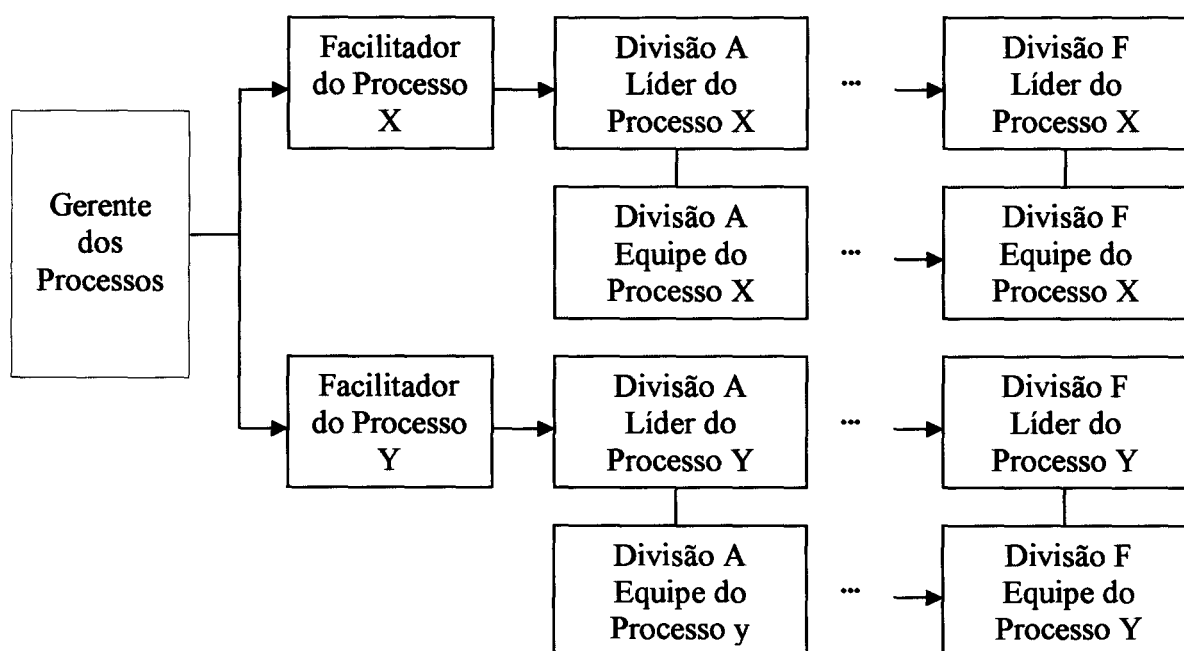 Facilitador
do Processo
X
Divisão A
Líder do
Processo X
...
Divisão F
Líder do
Processo X
Gerente
dos
Processos
Divisão A
Equipe do
Processo X
...
Divisão F
Equipe do
Processo X
Facilitador
do Processo
Y
Divisão A
Líder do
Processo Y
...
Divisão F
Líder do
Processo Y
Divisão A
Equipe do
Processo y
...
Divisão F
Equipe do
Processo Y